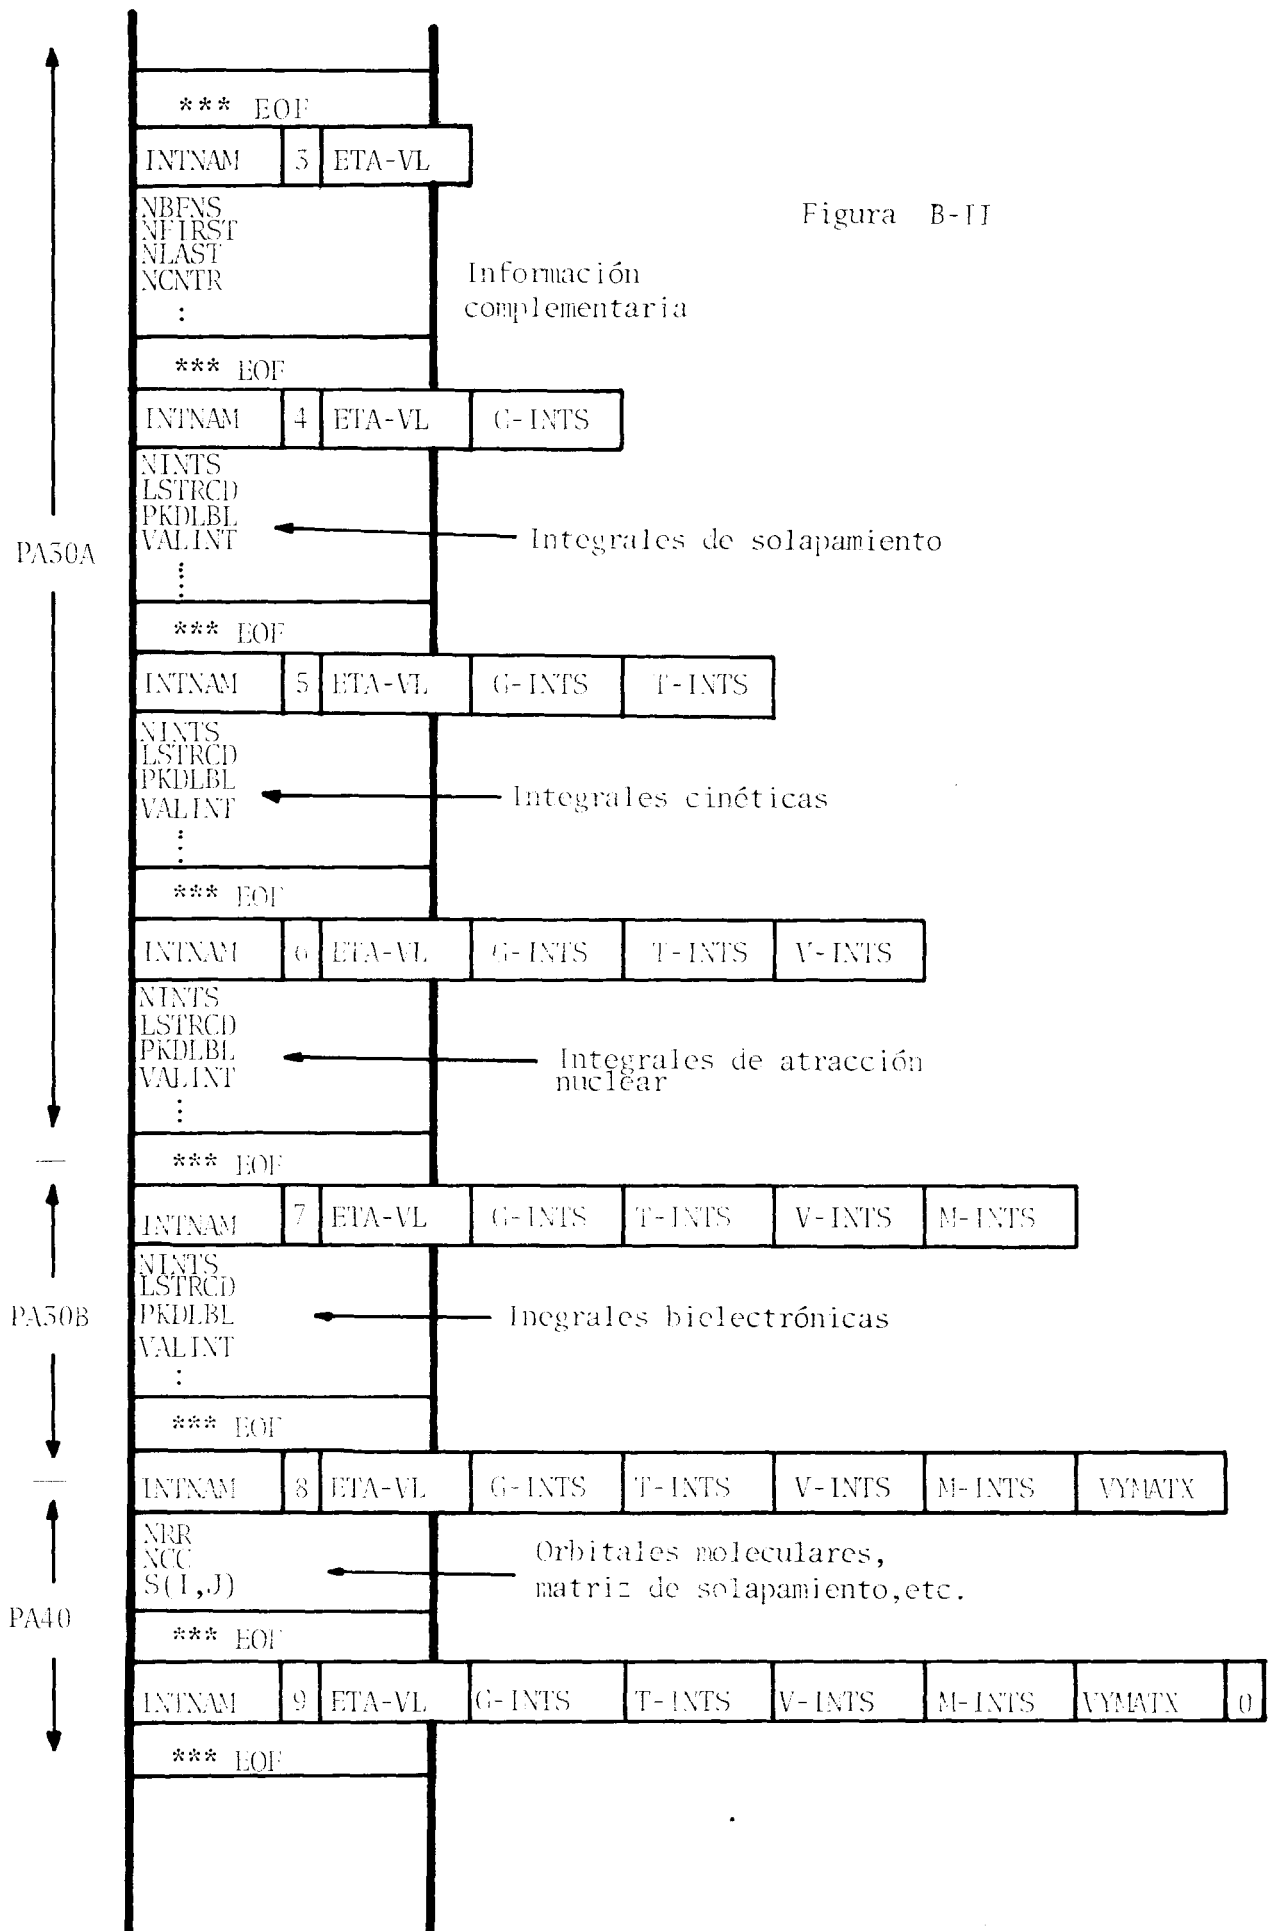 *** EOF
INTNAM 3 ETA-VL
NBFNS
NFIRST
NLAST
NCNTR
:
Figura B-II
Información
complementaria
*** EOF
INTNAM 4 ETA-VL G-INTS
NINTS
LSTRCD
PKDLBL
VALINT
Integrales de solapamiento
PA30A
*** EOF
INTNAM 5 ETA-VL G-INTS T-INTS
NINTS
LSTRCD
PKDLBL
VALINT
Integrales cinéticas
*** EOF
INTNAM 6 ETA-VL G-INTS T-INTS V-INTS
NINTS
LSTRCD
PKDLBL
VALINT
Integrales de atracción
nuclear
*** EOF
INTNAM 7 ETA-VL G-INTS T-INTS V-INTS M-INTS
NINTS
LSTRCD
PKDLBL
VALINT
:
PA30B
Inegrales bielectrónicas
*** EOF
INTNAM 8 ETA-VL G-INTS T-INTS V-INTS M-INTS VYMATX
NRR
NCC
S(I,J)
Orbitales moleculares,
matriz de solapamiento,etc.
PA40
*** EOF
INTNAM 9 ETA-VL G-INTS T-INTS V-INTS M-INTS VYMATX 0
*** EOF